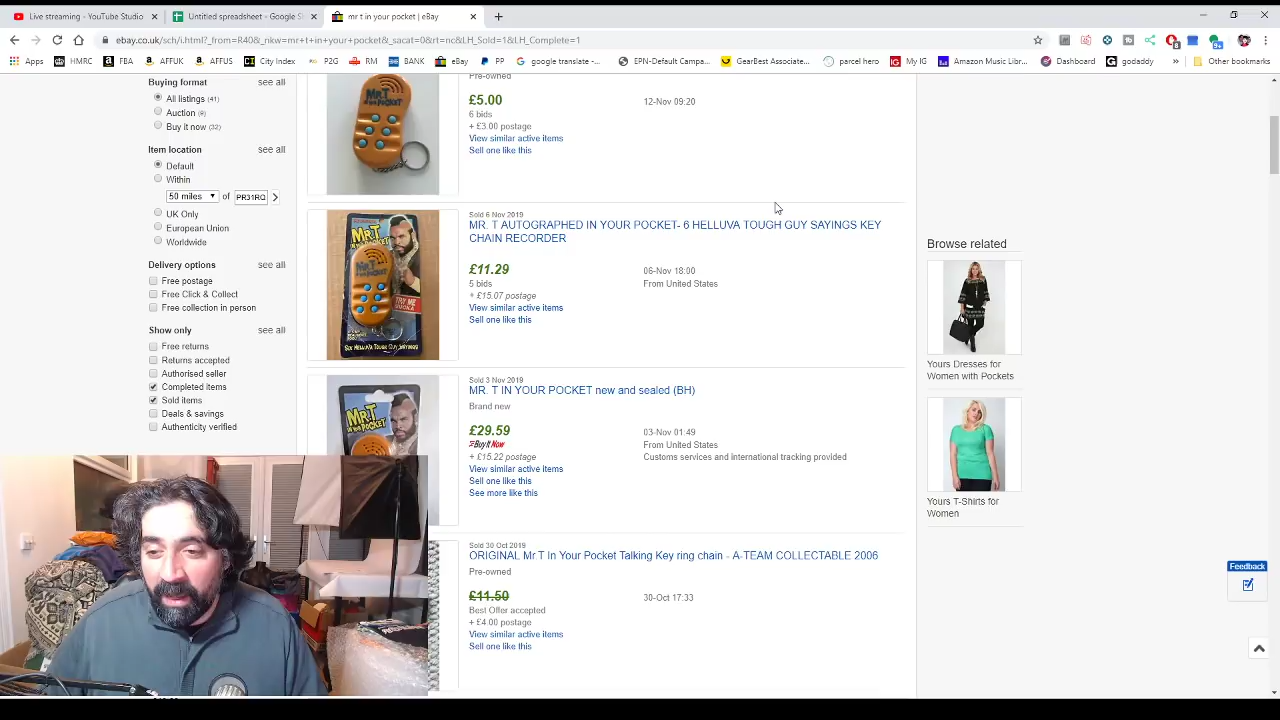 Live streaming - YouTube Studio
Untitled spreadsheet - Google S
mr t in your pocket | eBay
ebay.co.uk/sch/i.html?_from=R40&_nkw=mr+t+in+your+pocket&_sacat=0&rt=nc&LH_Sold=1&LH_Complete=1
Apps HMRC FBA AFFUK AFFUS City Index P2G RM BANK eBay PP google translate -... EPN-Default Campa... GearBest Associate... parcel hero My IG Amazon Music Libr... Dashboard godaddy » Other bookmarks
Buying format see all
All listings (41)
Auction (9)
Buy it now (32)
Item location see all
Default
Within
50 miles of PR31RQ
UK Only
European Union
Worldwide
Delivery options see all
Free postage
Free Click & Collect
Free collection in person
Show only see all
Free returns
Returns accepted
Authorised seller
Completed items
Sold items
Deals & savings
Authenticity verified
Pre-owned
£5.00 12-Nov 09:20
6 bids
+ £3.00 postage
View similar active items
Sell one like this
Sold 6 Nov 2019
MR. T AUTOGRAPHED IN YOUR POCKET- 6 HELLUVA TOUGH GUY SAYINGS KEY
CHAIN RECORDER
£11.29 06-Nov 18:00
5 bids From United States
+ £15.07 postage
View similar active items
Sell one like this
MR.T
IN YOUR POCKET
TRY ME
Sold 3 Nov 2019
MR. T IN YOUR POCKET new and sealed (BH)
Brand new
£29.59 03-Nov 01:49
Buy It Now From United States
+ £15.22 postage Customs services and international tracking provided
View similar active items
Sell one like this
See more like this
MR.T
IN YOUR POCKET
Sold 30 Oct 2019
ORIGINAL Mr.T In Your Pocket Talking Key ring chain - A-TEAM COLLECTABLE 2006
Pre-owned
£11.50 30-Oct 17:33
Best Offer accepted
+ £4.00 postage
View similar active items
Sell one like this
Browse related
Yours Dresses for
Women with Pockets
Yours T-Shirts for
Women
Feedback